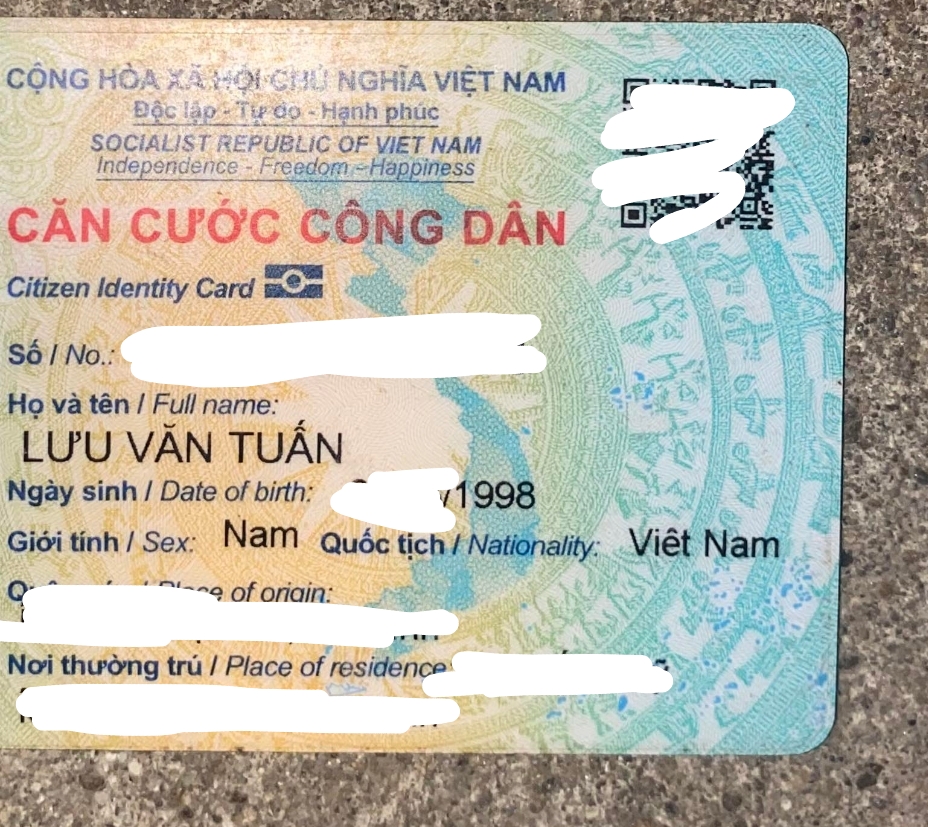 CỘNG HÒA XÃ HỘI CHỦ NGHĨA VIỆT NAM
Độc lập - Tự do - Hạnh phúc
SOCIALIST REPUBLIC OF VIET NAM
Independence - Freedom - Happiness
CĂN CƯỚC CÔNG DÂN
Citizen Identity Card
Số / No.:
Họ và tên / Full name:
LƯU VĂN TUẤN
Ngày sinh / Date of birth: /1998
Giới tính / Sex: Nam Quốc tịch / Nationality: Việt Nam
of origin:
Nơi thường trú / Place of residence